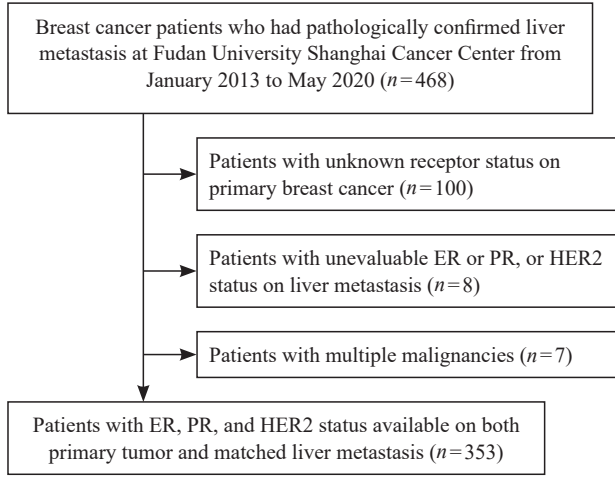 Breast cancer patients who had pathologically confirmed liver
metastasis at Fudan University Shanghai Cancer Center from
January 2013 to May 2020 (n=468)
Patients with unknown receptor status on
primary breast cancer (n=100)
Patients with unevaluable ER or PR, or HER2
status on liver metastasis (n=8)
Patients with multiple malignancies (n=7)
Patients with ER, PR, and HER2 status available on both
primary tumor and matched liver metastasis (n=353)